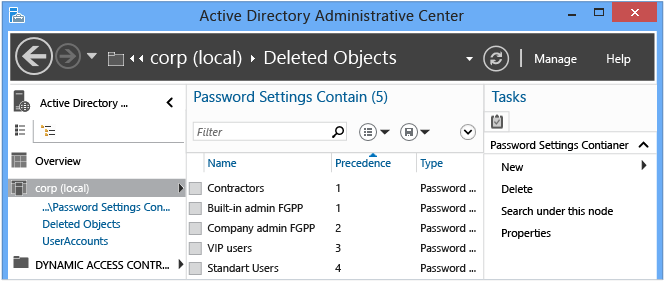 Active Directory Administrative Center
corp (local) Deleted Objects Manage Help
Active Directory ...
Overview
corp (local)
...\Password Settings Con...
Deleted Objects
UserAccounts
DYNAMIC ACCESS CONTR...
Password Settings Contain (5)
Filter
Name Precedence Type
Contractors 1 Password ...
Built-in admin FGPP 1 Password ...
Company admin FGPP 2 Password ...
VIP users 3 Password ...
Standart Users 4 Password ...
Tasks
Password Settings Contianer
New
Delete
Search under this node
Properties